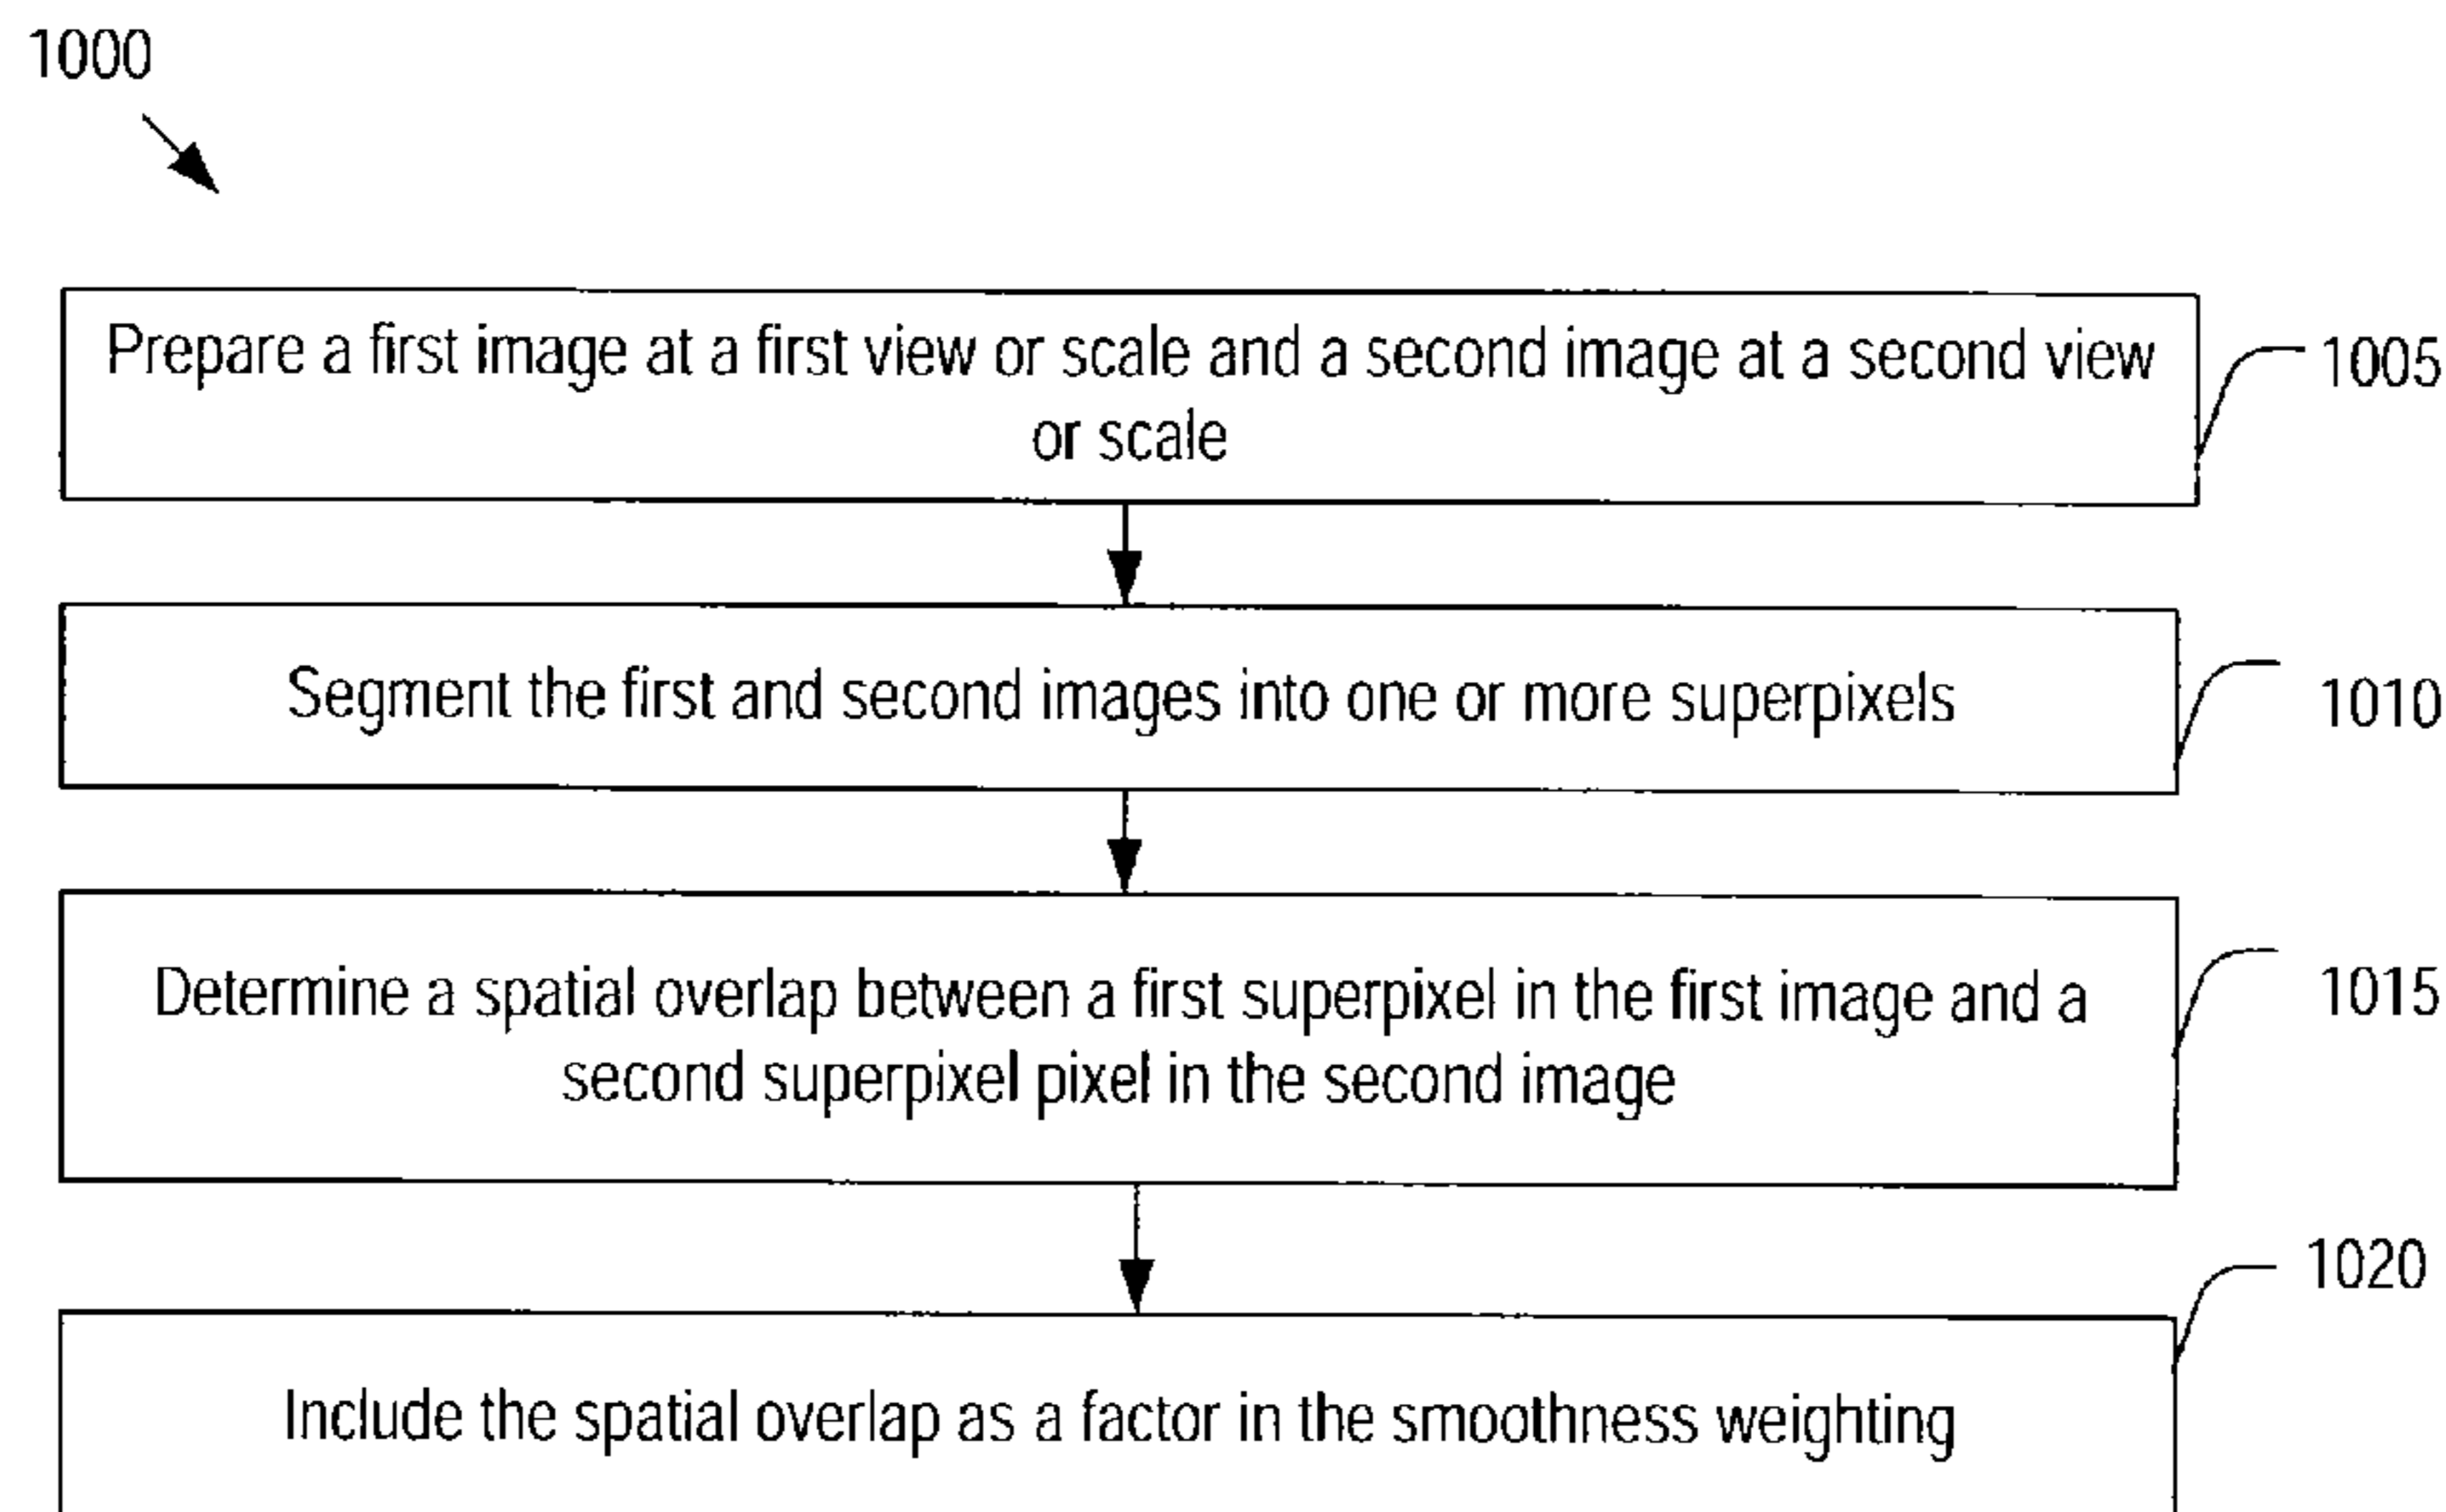 1000
Prepare a first image at a first view or scale and a second image at a second view
or scale
1005
Segment the first and second images into one or more superpixels
1010
Determine a spatial overlap between a first superpixel in the first image and a
second superpixel pixel in the second image
1015
1020
Include the spatial overlap as a factor in the smoothness weighting